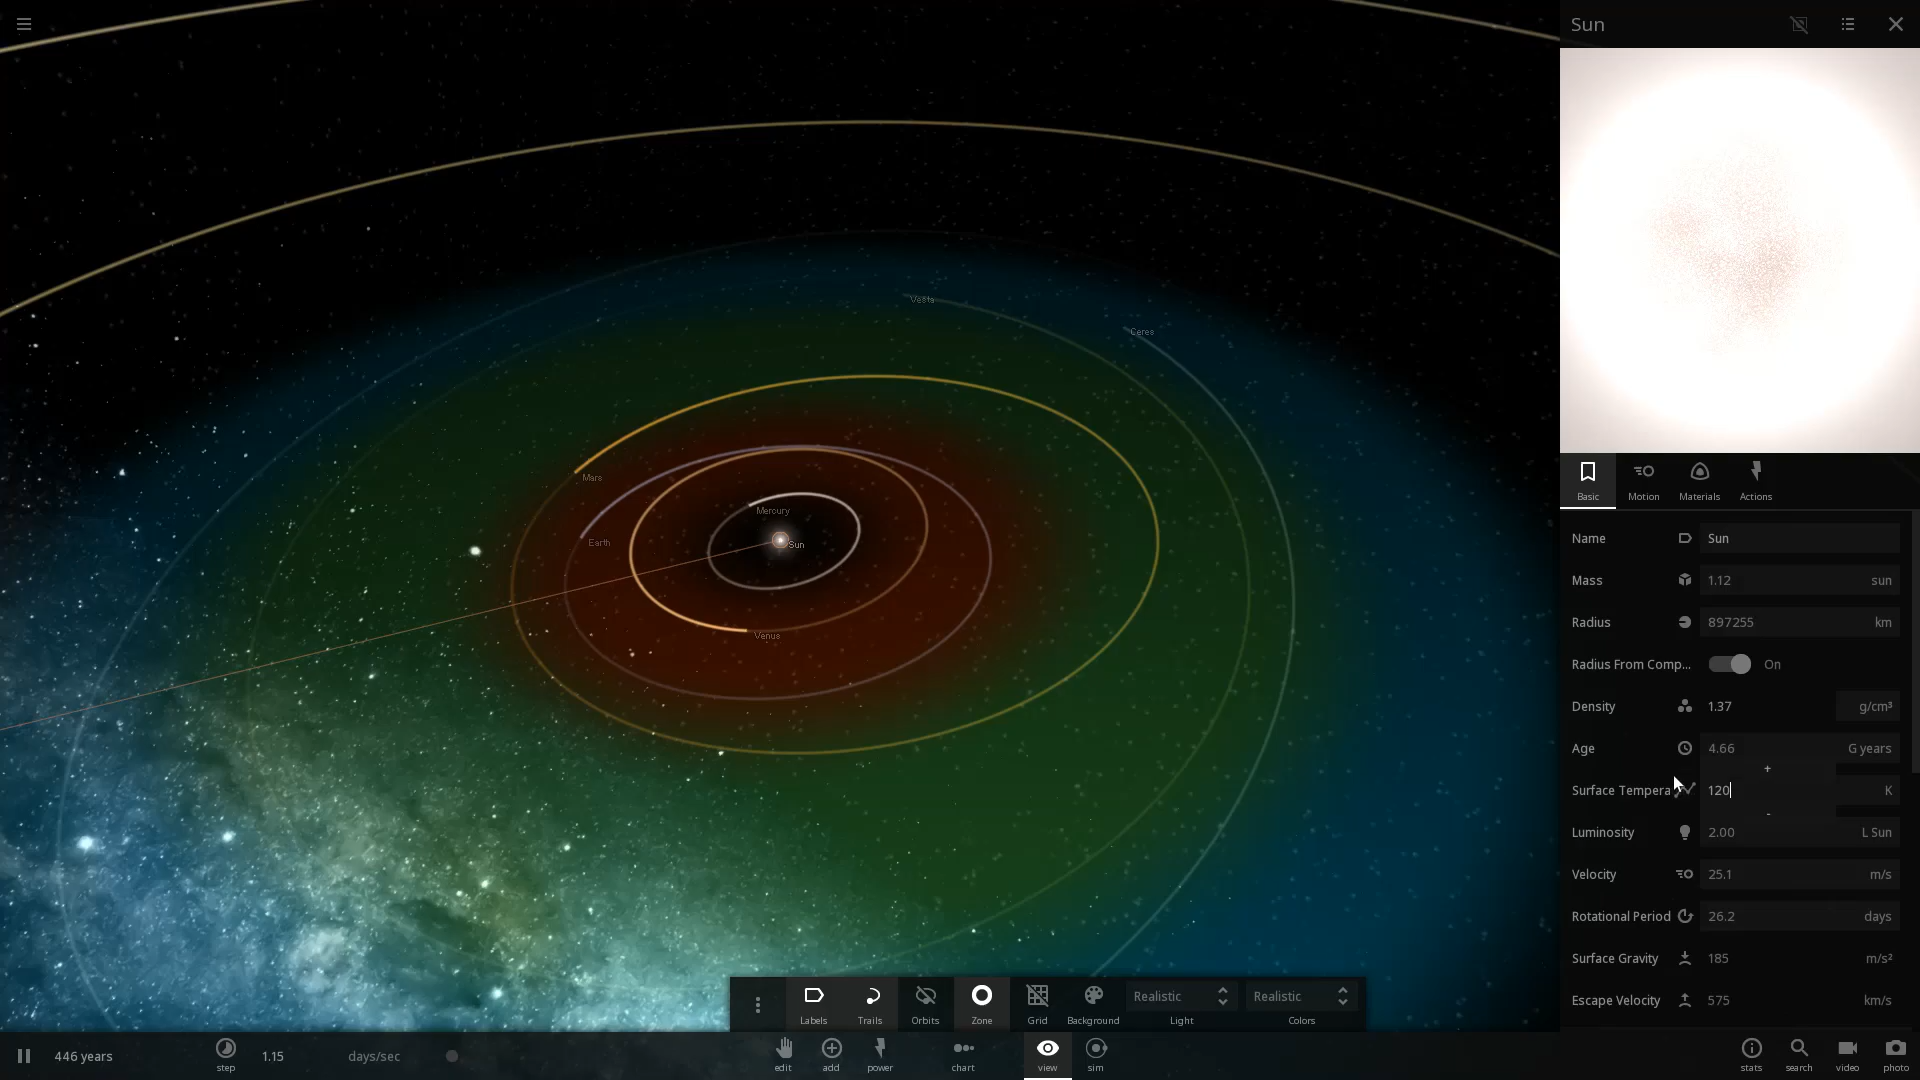 Sun
Vesta
Ceres
Mars
Mercury
Earth
Sun
Venus
Basic
Motion
Materials
Actions
Name Sun
Mass 1.12 sun
Radius 897255 km
Radius From Comp... On
Density 1.37 g/cm³
Age 4.66 G years
+
Surface Tempera 120 K
-
Luminosity 2.00 L Sun
Velocity 25.1 m/s
Rotational Period 26.2 days
Surface Gravity 185 m/s²
Escape Velocity 575 km/s
Labels
Trails
Orbits
Zone
Grid
Background
Realistic
Light
Realistic
Colors
446 years
step
1.15 days/sec
edit
add
power
chart
view
sim
stats
search
video
photo